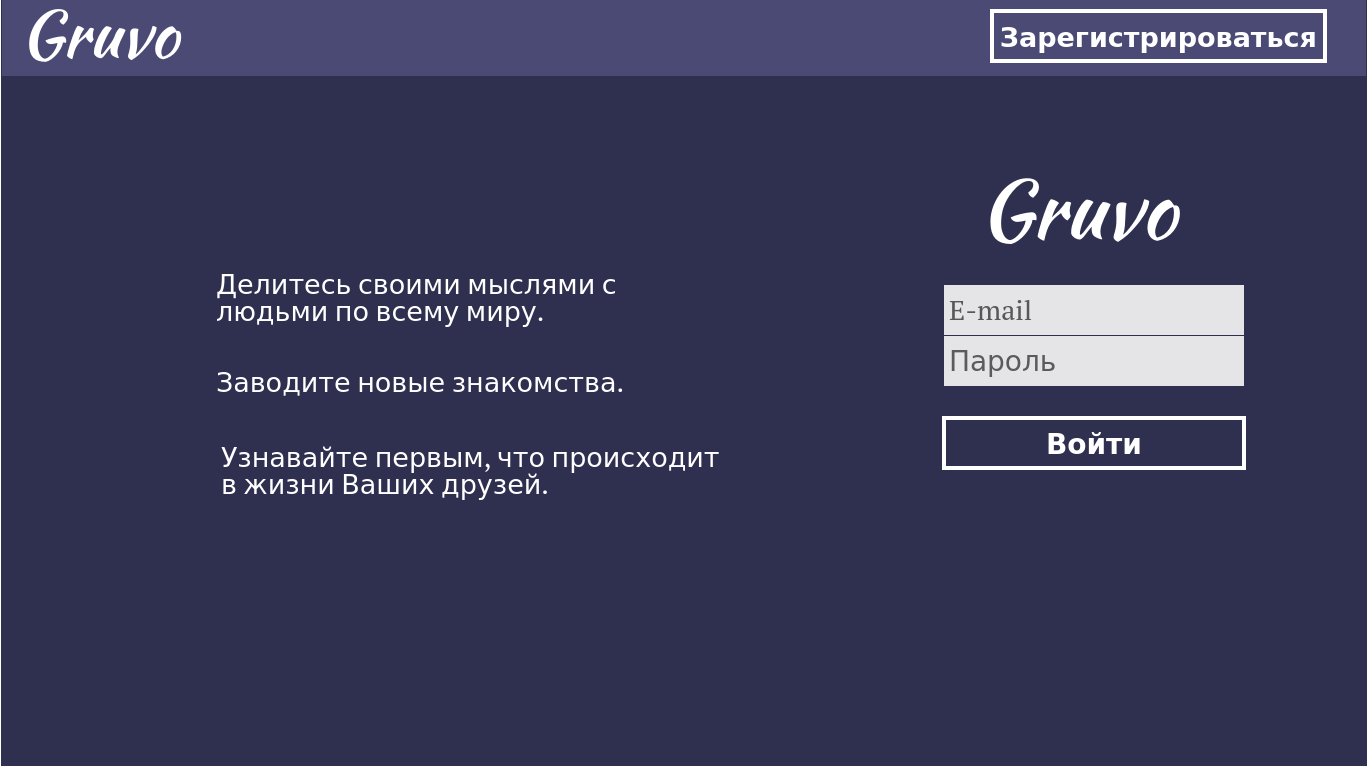 Gruvo
Зарегистрироваться
Gruvo
Делитесь своими мыслями с
людьми по всему миру.
Заводите новые знакомства.
Узнавайте первым, что происходит
в жизни Ваших друзей.
E-mail
Пароль
Войти